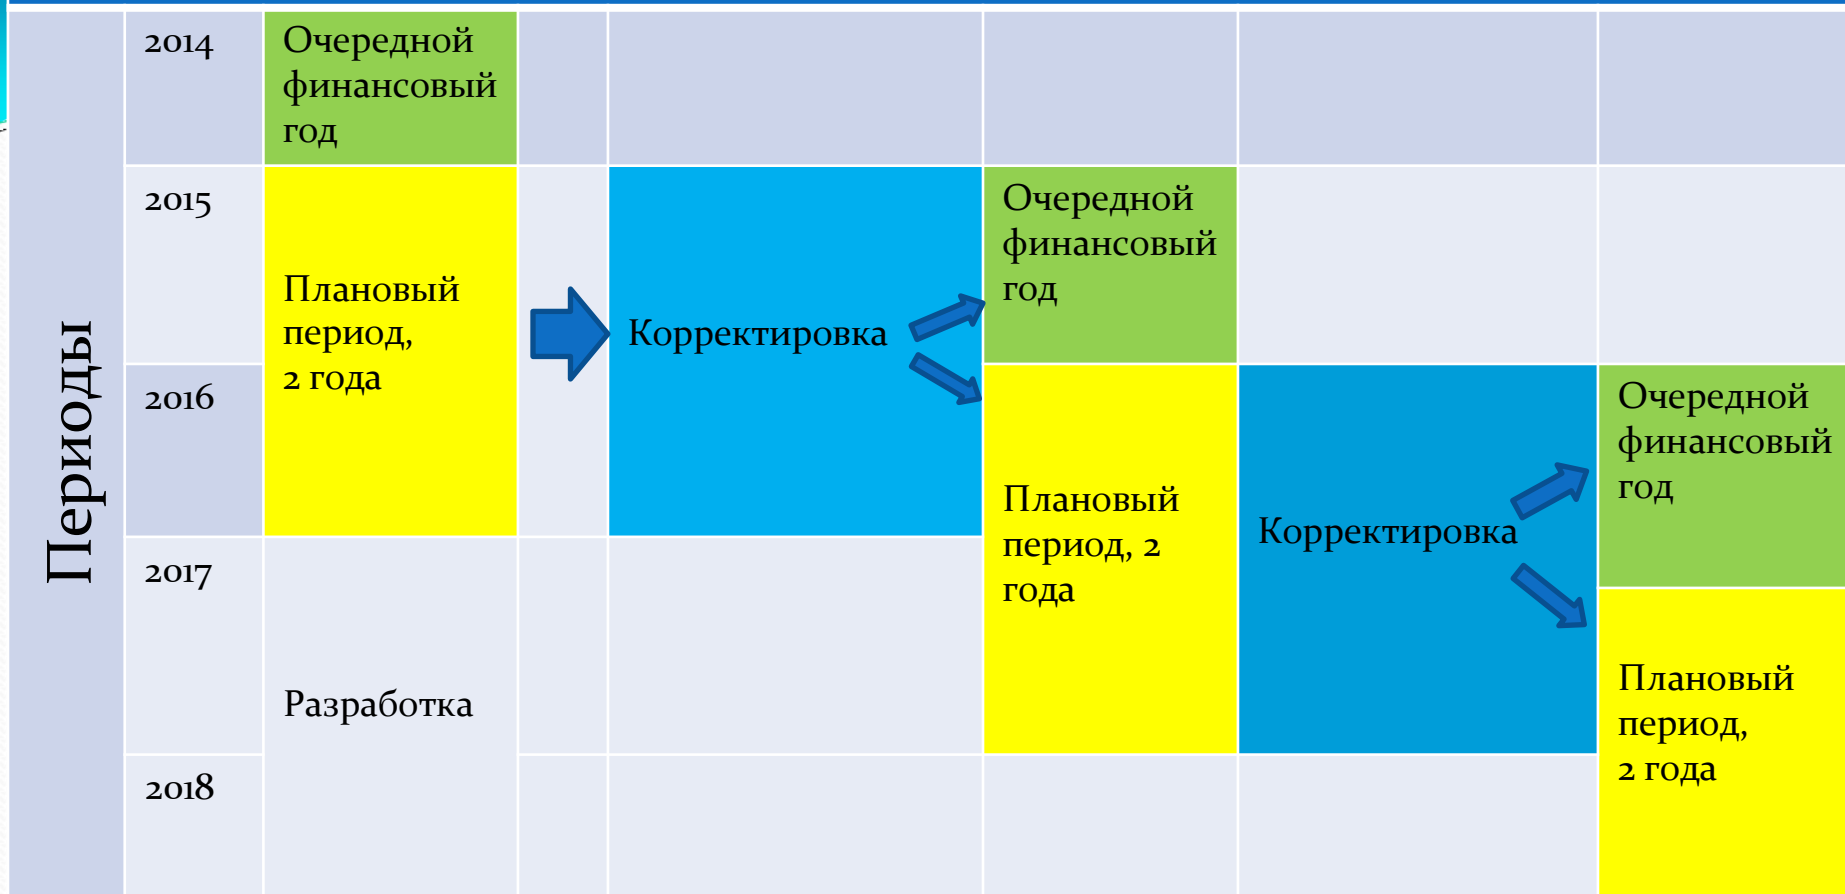 Периоды
2014
Очередной
финансовый
год
2015
Плановый
период,
2 года
Корректировка
Очередной
финансовый
год
2016
Плановый
период, 2
года
Корректировка
Очередной
финансовый
год
2017
Разработка
Плановый
период,
2 года
2018